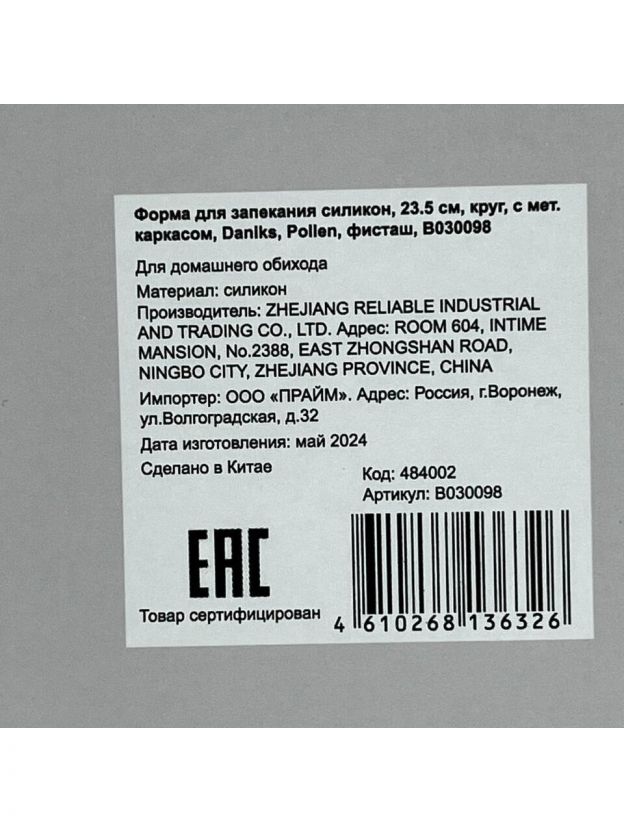 Форма для запекания силикон, 23.5 см, круг, с мет.
каркасом, Daniks, Pollen, фисташ, B030098
Для домашнего обихода
Материал: силикон
Производитель: ZHEJIANG RELIABLE INDUSTRIAL
AND TRADING CO., LTD. Адрес: ROOM 604, INTIME
MANSION, No.2388, EAST ZHONGSHAN ROAD,
NINGBO CITY, ZHEJIANG PROVINCE, CHINA
Импортер: ООО «ПРАЙМ». Адрес: Россия, г.Воронеж,
ул.Волгоградская, д.32
Дата изготовления: май 2024
Сделано в Китае
Код: 484002
Артикул: B030098
EAC
Товар сертифицирован
4 610268 136326